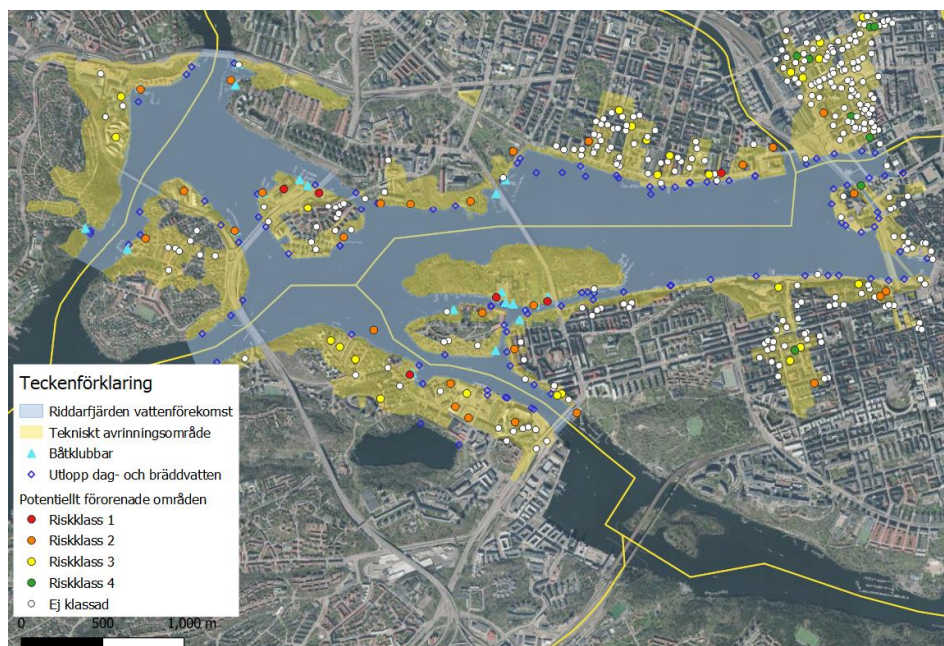 Teckenförklaring
Riddarfjärden vattenförekomst
Tekniskt avrinningsområde
Båtklubbar
Utlopp dag- och bräddvatten
Potentiellt förorenade områden
Riskklass 1
Riskklass 2
Riskklass 3
Riskklass 4
Ej klassad
0 500 1,000 m